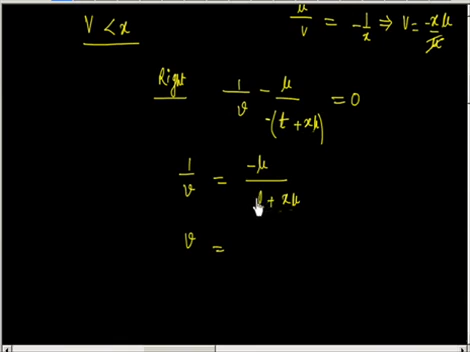 V < x
μ/v = -1/x ⇒ V = -xμ/μ
Right 1/v - μ/-(t + xμ) = 0
1/v = -μ/t + xμ
v =